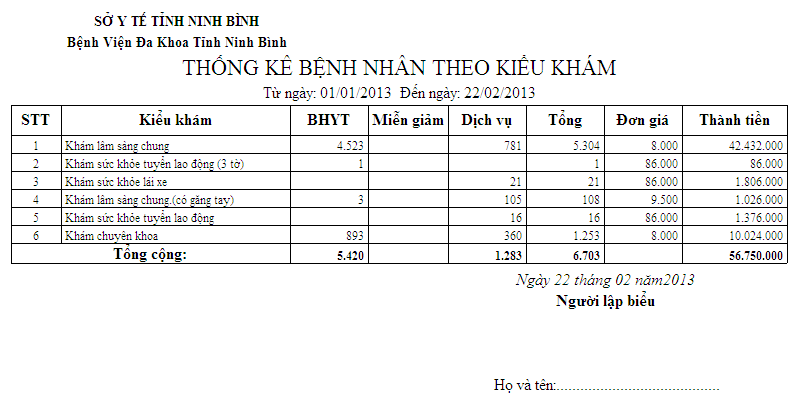 SỞ Y TẾ TỈNH NINH BÌNH
Bệnh Viện Đa Khoa Tỉnh Ninh Bình
THỐNG KÊ BỆNH NHÂN THEO KIỂU KHÁM
Từ ngày: 01/01/2013 Đến ngày: 22/02/2013
STT Kiểu khám BHYT Miễn giảm Dịch vụ Tổng Đơn giá Thành tiền
1 Khám lâm sàng chung 4.523 781 5.304 8.000 42.432.000
2 Khám sức khỏe tuyển lao động (3 tờ) 1 1 86.000 86.000
3 Khám sức khỏe lái xe 21 21 86.000 1.806.000
4 Khám lâm sàng chung.(có găng tay) 3 105 108 9.500 1.026.000
5 Khám sức khỏe tuyển lao động 16 16 86.000 1.376.000
6 Khám chuyên khoa 893 360 1.253 8.000 10.024.000
Tổng cộng: 5.420 1.283 6.703 56.750.000
Ngày 22 tháng 02 năm2013
Người lập biểu
Họ và tên:...........................................